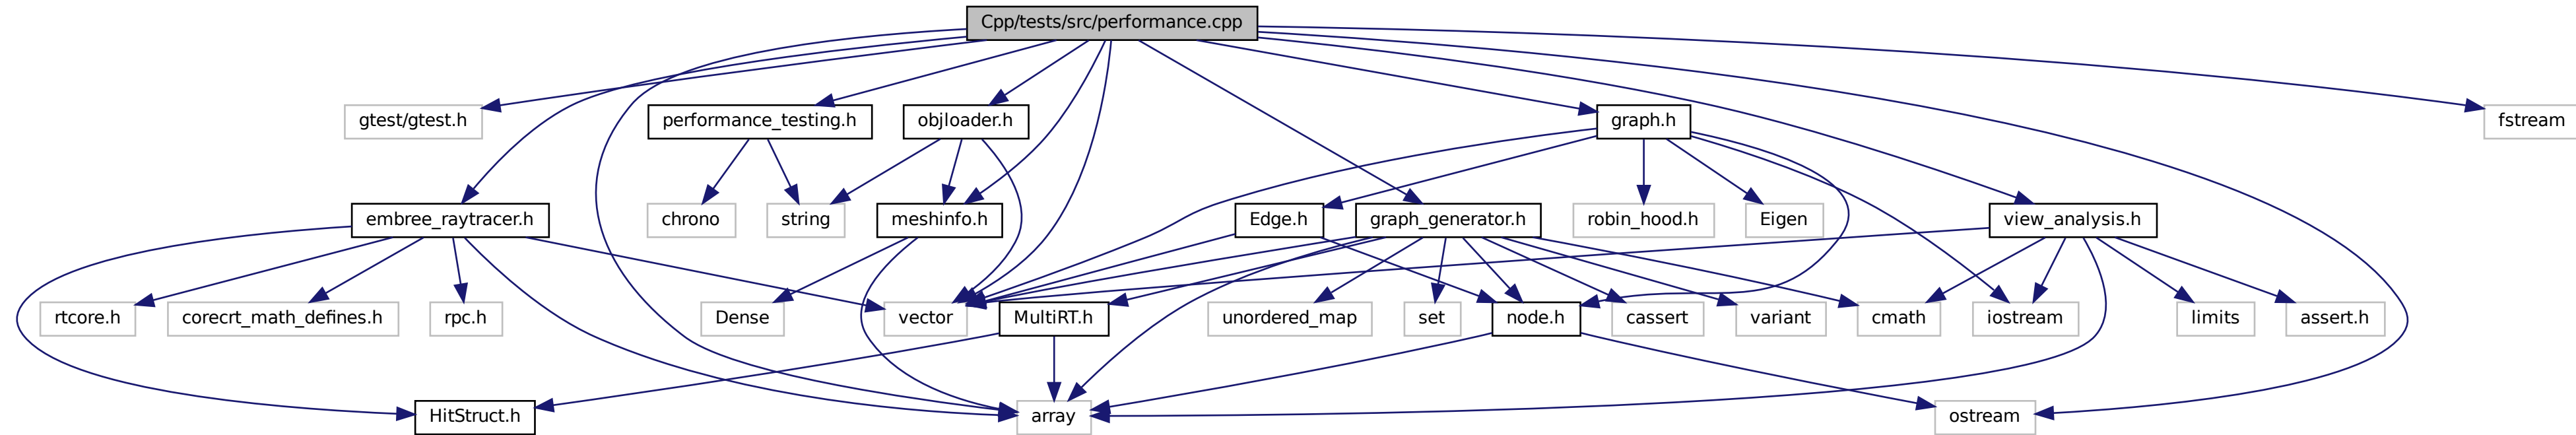 Cpp/tests/src/performance.cpp
gtest/gtest.h
performance_testing.h
objloader.h
graph.h
fstream
embree_raytracer.h
chrono
string
meshinfo.h
Edge.h
graph_generator.h
robin_hood.h
Eigen
view_analysis.h
rtcore.h
corecrt_math_defines.h
rpc.h
Dense
vector
MultiRT.h
unordered_map
set
node.h
cassert
variant
cmath
iostream
limits
assert.h
HitStruct.h
array
ostream